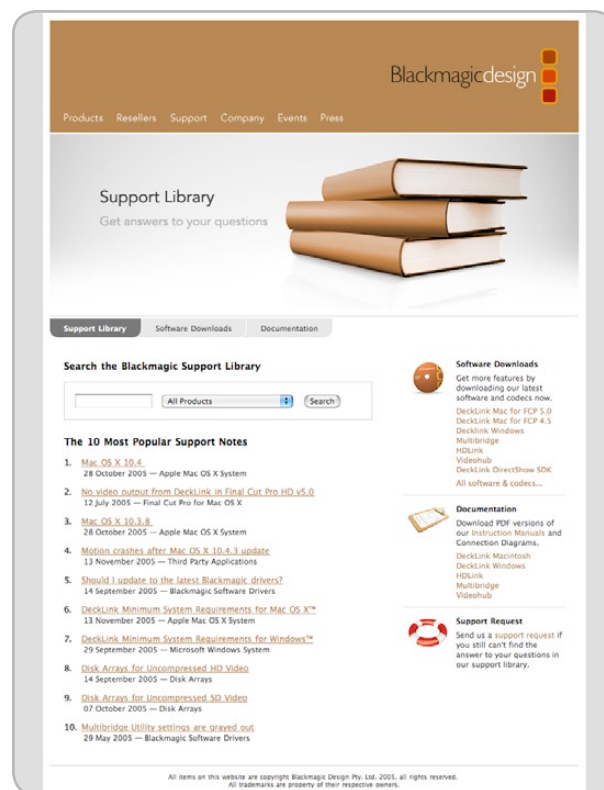 Blackmagicdesign
Products Resellers Support Company Events Press
Support Library
Get answers to your questions
Support Library Software Downloads Documentation
Search the Blackmagic Support Library
All Products Search
The 10 Most Popular Support Notes
1. Mac OS X 10.4
28 October 2005 — Apple Mac OS X System
2. No video output from DeckLink in Final Cut Pro HD v5.0
12 July 2005 — Final Cut Pro for Mac OS X
3. Mac OS X 10.3.8
28 October 2005 — Apple Mac OS X System
4. Motion crashes after Mac OS X 10.4.3 update
13 November 2005 — Third Party Applications
5. Should I update to the latest Blackmagic drivers?
14 September 2005 — Blackmagic Software Drivers
6. DeckLink Minimum System Requirements for Mac OS X™
13 November 2005 — Apple Mac OS X System
7. DeckLink Minimum System Requirements for Windows™
29 September 2005 — Microsoft Windows System
8. Disk Arrays for Uncompressed HD Video
14 September 2005 — Disk Arrays
9. Disk Arrays for Uncompressed SD Video
07 October 2005 — Disk Arrays
10. Multibridge Utility settings are grayed out
29 May 2005 — Blackmagic Software Drivers
Software Downloads
Get more features by
downloading our latest
software and codecs now.
DeckLink Mac for FCP 5.0
DeckLink Mac for FCP 4.5
Decklink Windows
Multibridge
HDLink
Videohub
DeckLink DirectShow SDK
All software & codecs...
Documentation
Download PDF versions of
our Instruction Manuals and
Connection Diagrams.
DeckLink Macintosh
DeckLink Windows
HDLink
Multibridge
Videohub
Support Request
Send us a support request if
you still can't find the
answer to your questions in
our support library.
All items on this website are copyright Blackmagic Design Pty. Ltd. 2005, all rights reserved.
All trademarks are property of their respective owners.